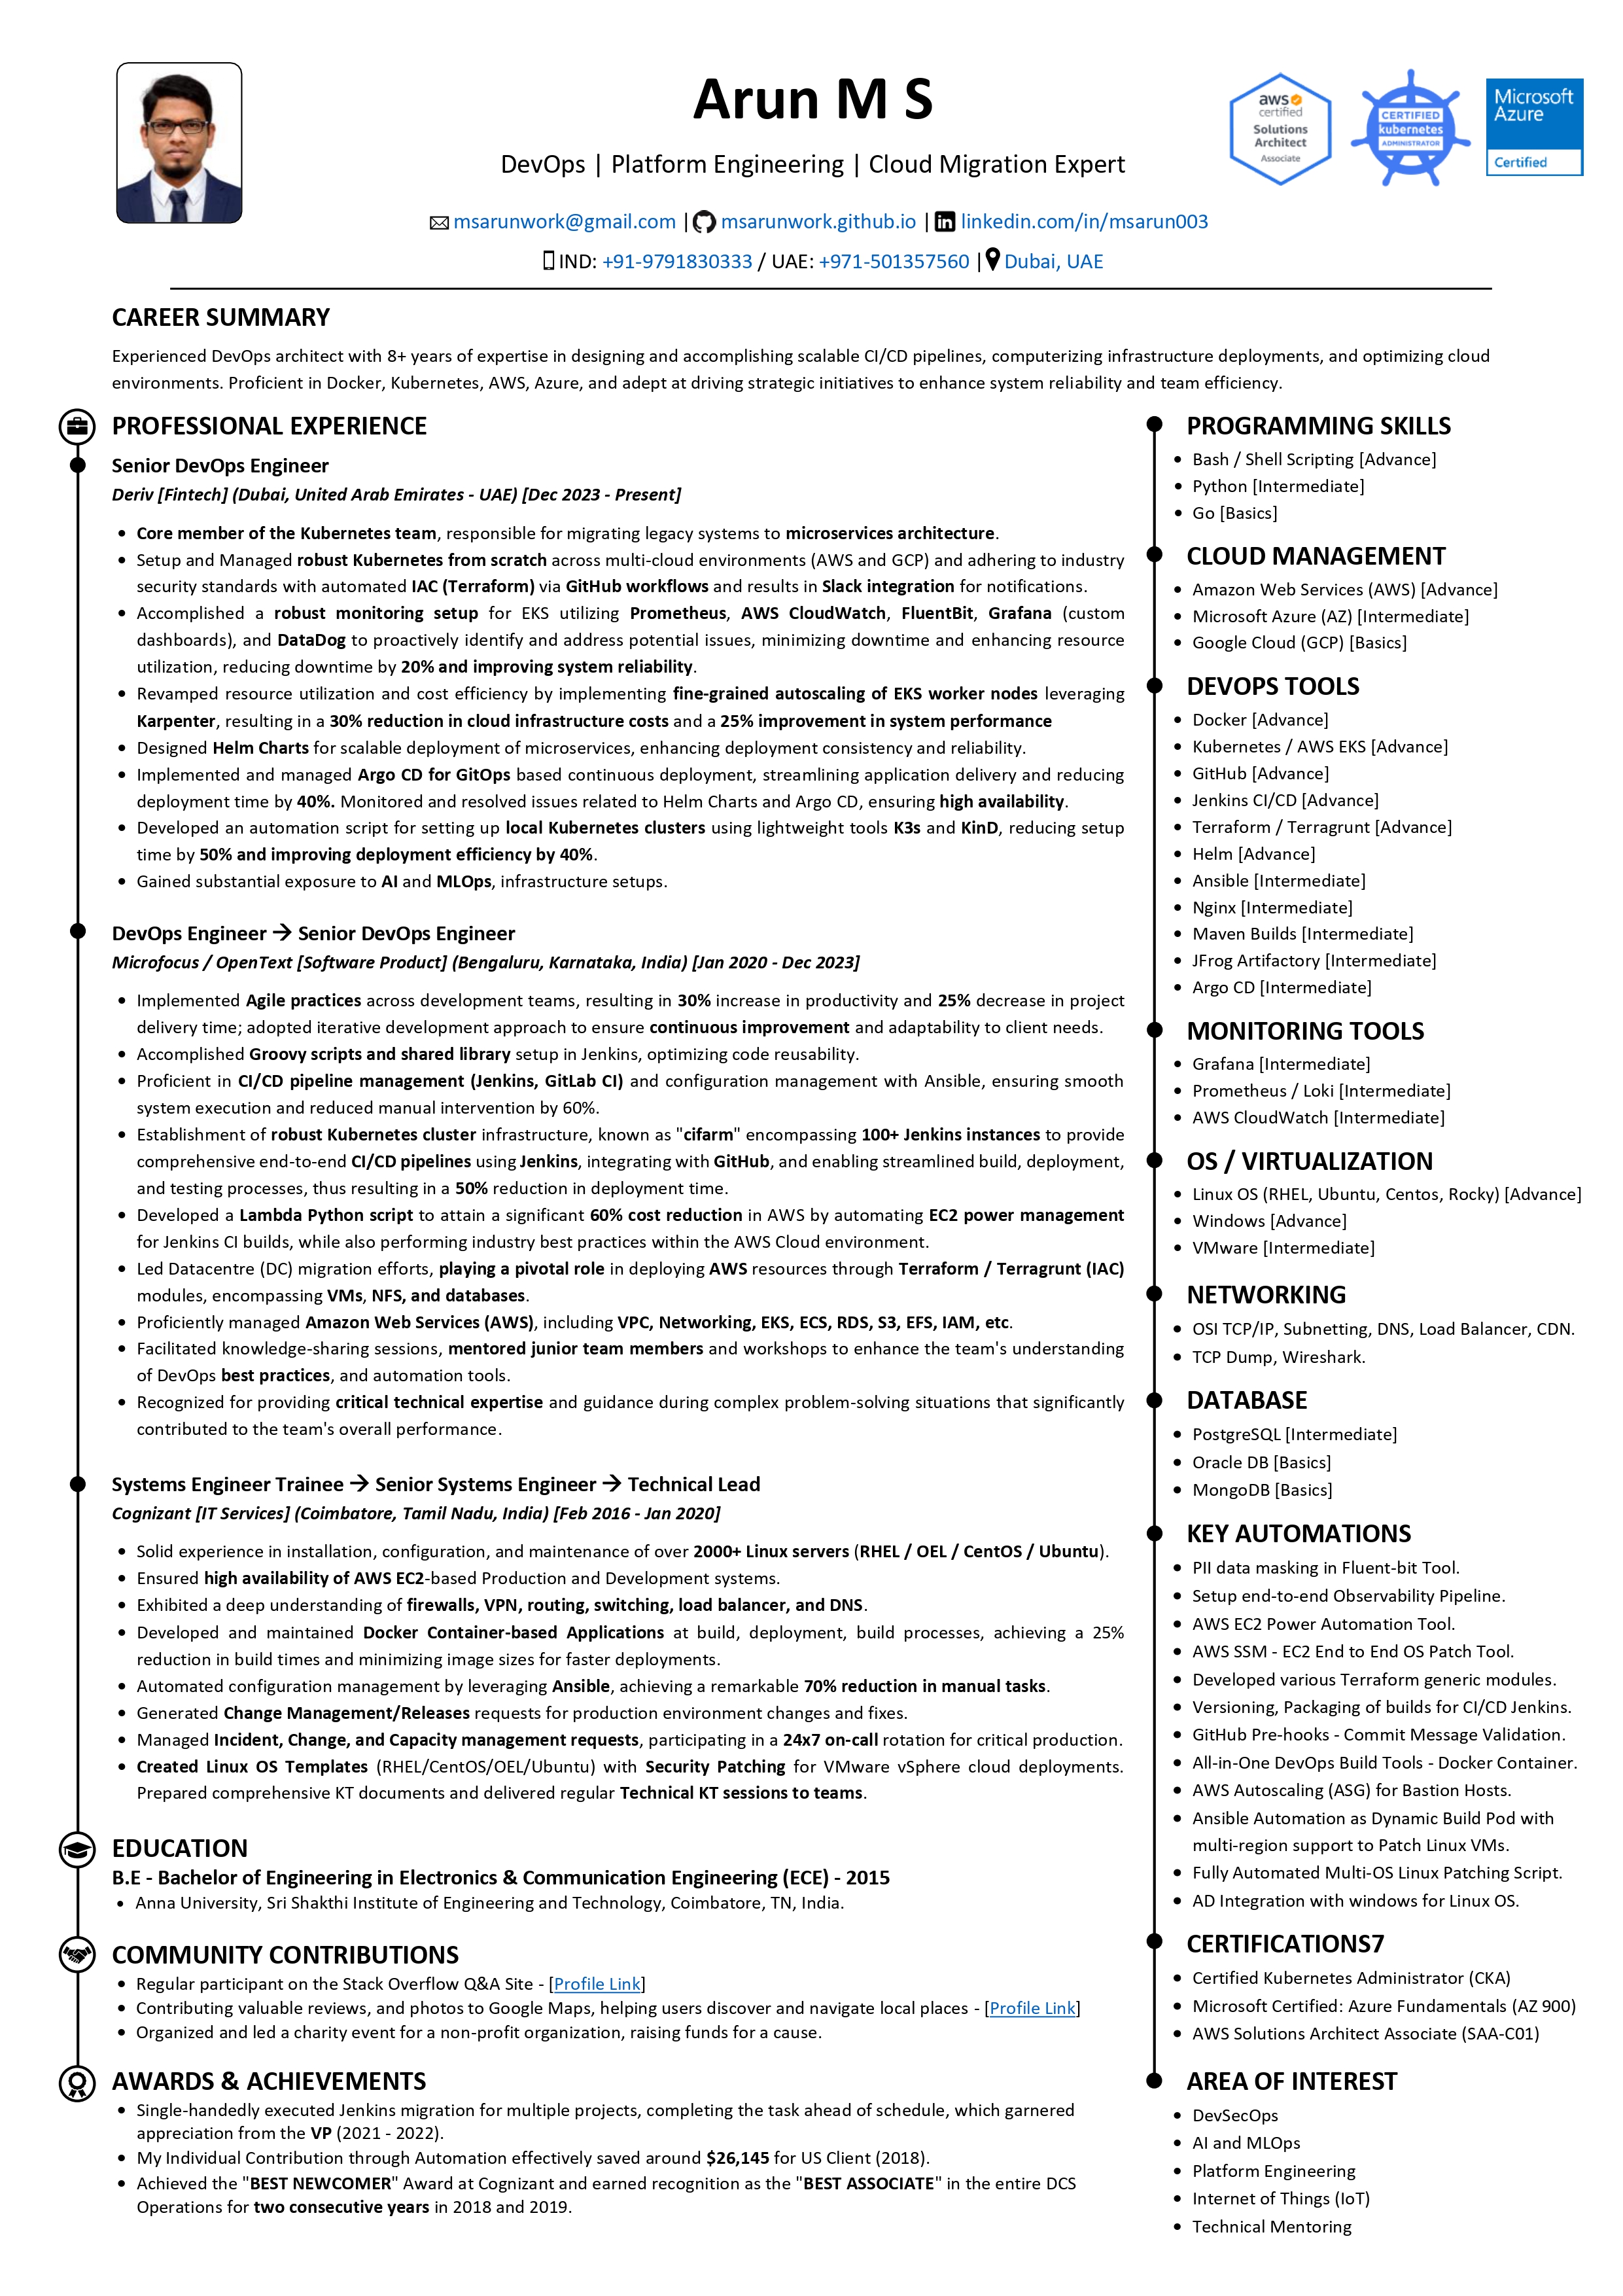 Arun M S
DevOps | Platform Engineering | Cloud Migration Expert
msarunwork@gmail.com | msarunwork.github.io | linkedin.com/in/msarun003
IND: +91-9791830333 / UAE: +971-501357560 | Dubai, UAE
aws
certified
Solutions
Architect
Associate
CERTIFIED
kubernetes
ADMINISTRATOR
Microsoft
Azure
Certified
CAREER SUMMARY
Experienced DevOps architect with 8+ years of expertise in designing and accomplishing scalable CI/CD pipelines, computerizing infrastructure deployments, and optimizing cloud
environments. Proficient in Docker, Kubernetes, AWS, Azure, and adept at driving strategic initiatives to enhance system reliability and team efficiency.
PROFESSIONAL EXPERIENCE
Senior DevOps Engineer
Deriv [Fintech] (Dubai, United Arab Emirates - UAE) [Dec 2023 - Present]
• Core member of the Kubernetes team, responsible for migrating legacy systems to microservices architecture.
• Setup and Managed robust Kubernetes from scratch across multi-cloud environments (AWS and GCP) and adhering to industry
security standards with automated IAC (Terraform) via GitHub workflows and results in Slack integration for notifications.
• Accomplished a robust monitoring setup for EKS utilizing Prometheus, AWS CloudWatch, FluentBit, Grafana (custom
dashboards), and DataDog to proactively identify and address potential issues, minimizing downtime and enhancing resource
utilization, reducing downtime by 20% and improving system reliability.
• Revamped resource utilization and cost efficiency by implementing fine-grained autoscaling of EKS worker nodes leveraging
Karpenter, resulting in a 30% reduction in cloud infrastructure costs and a 25% improvement in system performance
• Designed Helm Charts for scalable deployment of microservices, enhancing deployment consistency and reliability.
• Implemented and managed Argo CD for GitOps based continuous deployment, streamlining application delivery and reducing
deployment time by 40%. Monitored and resolved issues related to Helm Charts and Argo CD, ensuring high availability.
• Developed an automation script for setting up local Kubernetes clusters using lightweight tools K3s and KinD, reducing setup
time by 50% and improving deployment efficiency by 40%.
• Gained substantial exposure to AI and MLOps, infrastructure setups.
DevOps Engineer → Senior DevOps Engineer
Microfocus / OpenText [Software Product] (Bengaluru, Karnataka, India) [Jan 2020 - Dec 2023]
• Implemented Agile practices across development teams, resulting in 30% increase in productivity and 25% decrease in project
delivery time; adopted iterative development approach to ensure continuous improvement and adaptability to client needs.
• Accomplished Groovy scripts and shared library setup in Jenkins, optimizing code reusability.
• Proficient in CI/CD pipeline management (Jenkins, GitLab CI) and configuration management with Ansible, ensuring smooth
system execution and reduced manual intervention by 60%.
• Establishment of robust Kubernetes cluster infrastructure, known as "cifarm" encompassing 100+ Jenkins instances to provide
comprehensive end-to-end CI/CD pipelines using Jenkins, integrating with GitHub, and enabling streamlined build, deployment,
and testing processes, thus resulting in a 50% reduction in deployment time.
• Developed a Lambda Python script to attain a significant 60% cost reduction in AWS by automating EC2 power management
for Jenkins CI builds, while also performing industry best practices within the AWS Cloud environment.
• Led Datacentre (DC) migration efforts, playing a pivotal role in deploying AWS resources through Terraform / Terragrunt (IAC)
modules, encompassing VMs, NFS, and databases.
• Proficiently managed Amazon Web Services (AWS), including VPC, Networking, EKS, ECS, RDS, S3, EFS, IAM, etc.
• Facilitated knowledge-sharing sessions, mentored junior team members and workshops to enhance the team's understanding
of DevOps best practices, and automation tools.
• Recognized for providing critical technical expertise and guidance during complex problem-solving situations that significantly
contributed to the team's overall performance.
Systems Engineer Trainee → Senior Systems Engineer → Technical Lead
Cognizant [IT Services] (Coimbatore, Tamil Nadu, India) [Feb 2016 - Jan 2020]
• Solid experience in installation, configuration, and maintenance of over 2000+ Linux servers (RHEL / OEL / CentOS / Ubuntu).
• Ensured high availability of AWS EC2-based Production and Development systems.
• Exhibited a deep understanding of firewalls, VPN, routing, switching, load balancer, and DNS.
• Developed and maintained Docker Container-based Applications at build, deployment, build processes, achieving a 25%
reduction in build times and minimizing image sizes for faster deployments.
• Automated configuration management by leveraging Ansible, achieving a remarkable 70% reduction in manual tasks.
• Generated Change Management/Releases requests for production environment changes and fixes.
• Managed Incident, Change, and Capacity management requests, participating in a 24x7 on-call rotation for critical production.
• Created Linux OS Templates (RHEL/CentOS/OEL/Ubuntu) with Security Patching for VMware vSphere cloud deployments.
Prepared comprehensive KT documents and delivered regular Technical KT sessions to teams.
EDUCATION
B.E - Bachelor of Engineering in Electronics & Communication Engineering (ECE) - 2015
• Anna University, Sri Shakthi Institute of Engineering and Technology, Coimbatore, TN, India.
COMMUNITY CONTRIBUTIONS
• Regular participant on the Stack Overflow Q&A Site - [Profile Link]
• Contributing valuable reviews, and photos to Google Maps, helping users discover and navigate local places - [Profile Link]
• Organized and led a charity event for a non-profit organization, raising funds for a cause.
AWARDS & ACHIEVEMENTS
• Single-handedly executed Jenkins migration for multiple projects, completing the task ahead of schedule, which garnered
appreciation from the VP (2021 - 2022).
• My Individual Contribution through Automation effectively saved around $26,145 for US Client (2018).
• Achieved the "BEST NEWCOMER" Award at Cognizant and earned recognition as the "BEST ASSOCIATE" in the entire DCS
Operations for two consecutive years in 2018 and 2019.
PROGRAMMING SKILLS
• Bash / Shell Scripting [Advance]
• Python [Intermediate]
• Go [Basics]
CLOUD MANAGEMENT
• Amazon Web Services (AWS) [Advance]
• Microsoft Azure (AZ) [Intermediate]
• Google Cloud (GCP) [Basics]
DEVOPS TOOLS
• Docker [Advance]
• Kubernetes / AWS EKS [Advance]
• GitHub [Advance]
• Jenkins CI/CD [Advance]
• Terraform / Terragrunt [Advance]
• Helm [Advance]
• Ansible [Intermediate]
• Nginx [Intermediate]
• Maven Builds [Intermediate]
• JFrog Artifactory [Intermediate]
• Argo CD [Intermediate]
MONITORING TOOLS
• Grafana [Intermediate]
• Prometheus / Loki [Intermediate]
• AWS CloudWatch [Intermediate]
OS / VIRTUALIZATION
• Linux OS (RHEL, Ubuntu, Centos, Rocky) [Advance]
• Windows [Advance]
• VMware [Intermediate]
NETWORKING
• OSI TCP/IP, Subnetting, DNS, Load Balancer, CDN.
• TCP Dump, Wireshark.
DATABASE
• PostgreSQL [Intermediate]
• Oracle DB [Basics]
• MongoDB [Basics]
KEY AUTOMATIONS
• PII data masking in Fluent-bit Tool.
• Setup end-to-end Observability Pipeline.
• AWS EC2 Power Automation Tool.
• AWS SSM - EC2 End to End OS Patch Tool.
• Developed various Terraform generic modules.
• Versioning, Packaging of builds for CI/CD Jenkins.
• GitHub Pre-hooks - Commit Message Validation.
• All-in-One DevOps Build Tools - Docker Container.
• AWS Autoscaling (ASG) for Bastion Hosts.
• Ansible Automation as Dynamic Build Pod with
multi-region support to Patch Linux VMs.
• Fully Automated Multi-OS Linux Patching Script.
• AD Integration with windows for Linux OS.
CERTIFICATIONS7
• Certified Kubernetes Administrator (CKA)
• Microsoft Certified: Azure Fundamentals (AZ 900)
• AWS Solutions Architect Associate (SAA-C01)
AREA OF INTEREST
• DevSecOps
• AI and MLOps
• Platform Engineering
• Internet of Things (IoT)
• Technical Mentoring